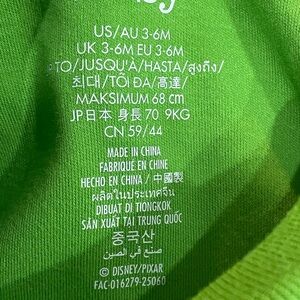 US/AU 3-6M
UK 3-6M EU 3-6M
TO/JUSQU'À/HASTA/สูงถึง/
최대/TỐI ĐA/高達/
MAKSIMUM 68 cm
JP日本 身長 70 9KG
CN 59/44
MADE IN CHINA
FABRIQUÉ EN CHINE
HECHO EN CHINA / 中國製
ผลิตในประเทศจีน
DIBUAT DI TIONGKOK
SẢN XUẤT TẠI TRUNG QUỐC
중국산
صنع في الصين
© DISNEY/PIXAR
FAC-016279-25060